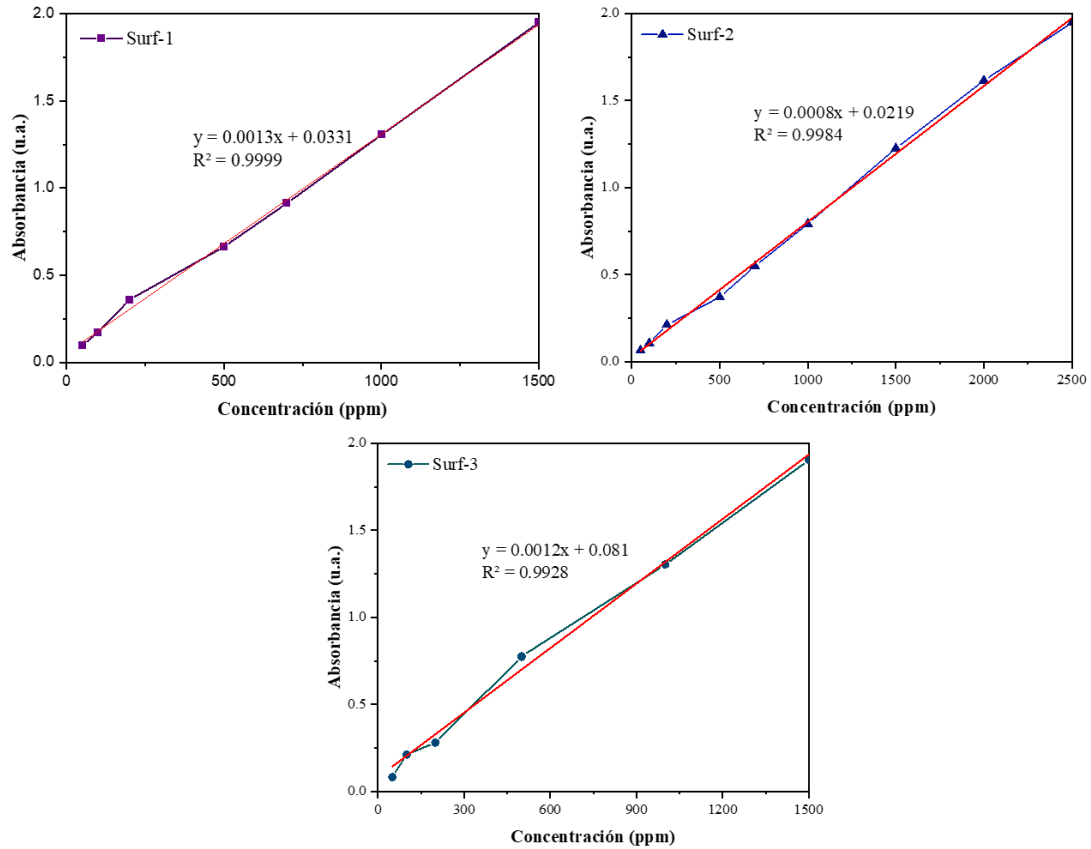 Surf-1
y = 0.0013x + 0.0331
R² = 0.9999
2.0
1.5
1.0
0.5
0.0
0
500
1000
1500
Absorbancia (u.a.)
Concentración (ppm)
Surf-2
y = 0.0008x + 0.0219
R² = 0.9984
2.0
1.5
1.0
0.5
0.0
0
500
1000
1500
2000
2500
Absorbancia (u.a.)
Concentración (ppm)
Surf-3
y = 0.0012x + 0.081
R² = 0.9928
2.0
1.5
1.0
0.5
0.0
0
300
600
900
1200
1500
Absorbancia (u.a.)
Concentración (ppm)